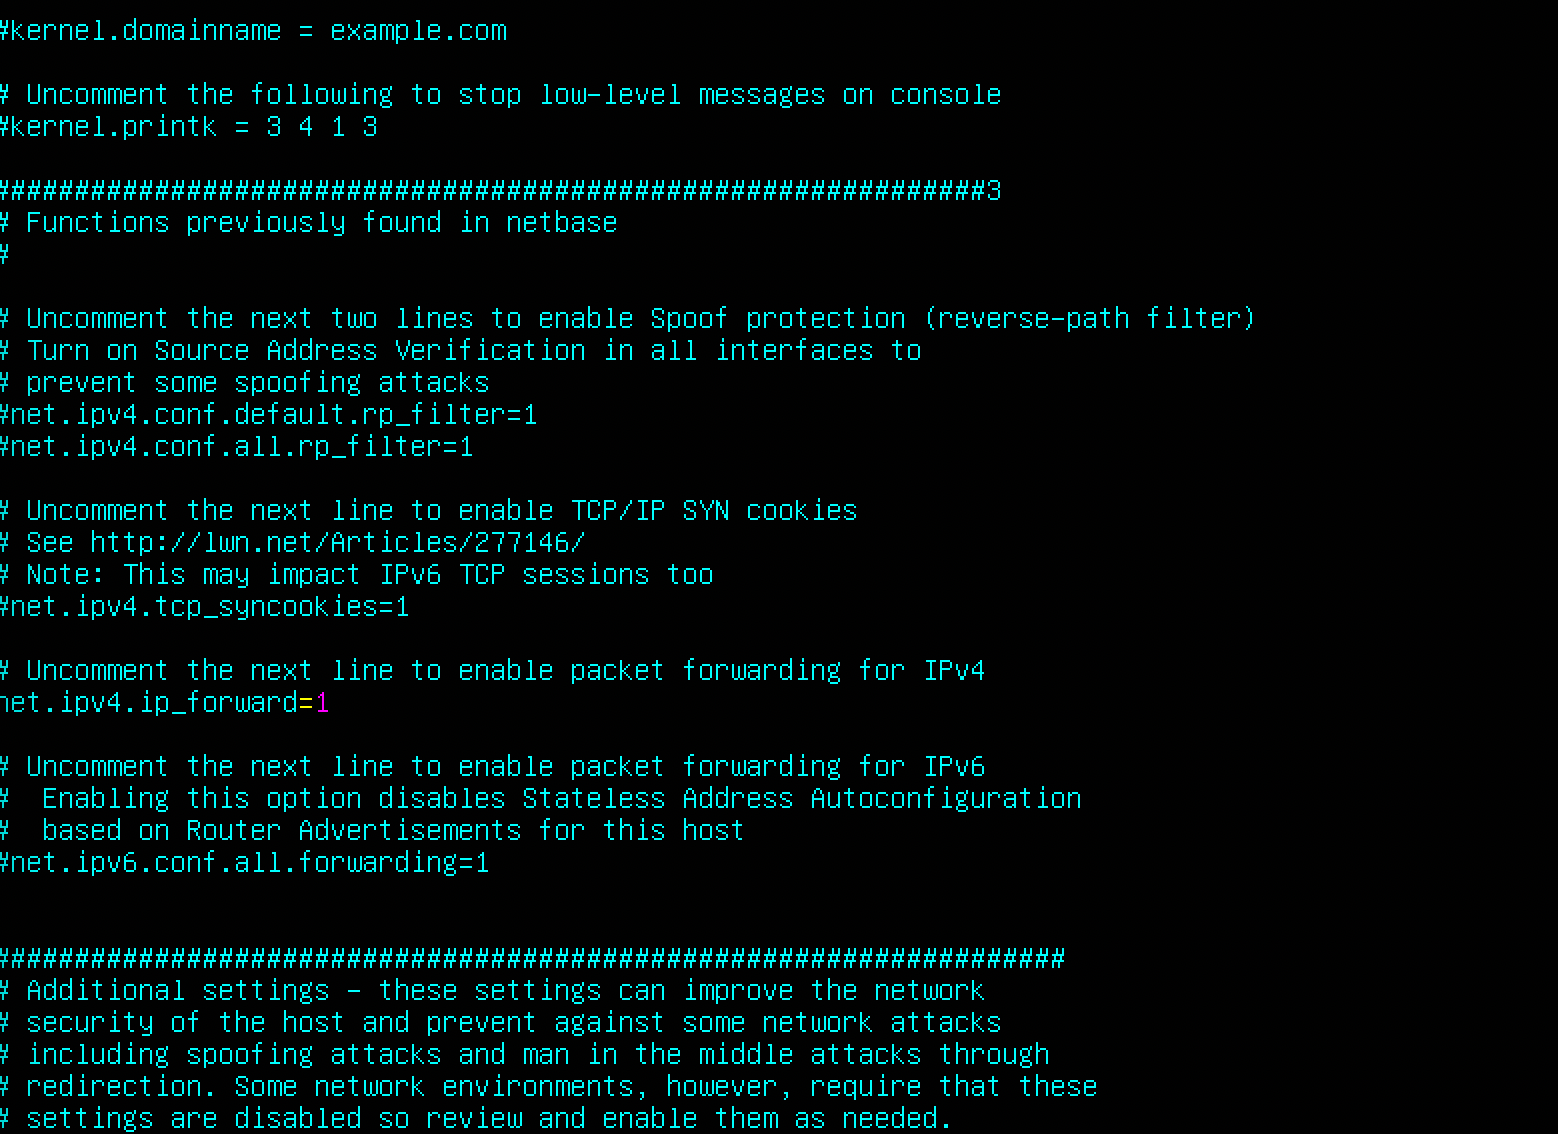 #kernel.domainname = example.com
# Uncomment the following to stop low-level messages on console
#kernel.printk = 3 4 1 3
##############################################################3
# Functions previously found in netbase
#
# Uncomment the next two lines to enable Spoof protection (reverse-path filter)
# Turn on Source Address Verification in all interfaces to
# prevent some spoofing attacks
#net.ipv4.conf.default.rp_filter=1
#net.ipv4.conf.all.rp_filter=1
# Uncomment the next line to enable TCP/IP SYN cookies
# See http://lwn.net/Articles/277146/
# Note: This may impact IPv6 TCP sessions too
#net.ipv4.tcp_syncookies=1
# Uncomment the next line to enable packet forwarding for IPv4
net.ipv4.ip_forward=1
# Uncomment the next line to enable packet forwarding for IPv6
#  Enabling this option disables Stateless Address Autoconfiguration
#  based on Router Advertisements for this host
#net.ipv6.conf.all.forwarding=1
###################################################################
# Additional settings - these settings can improve the network
# security of the host and prevent against some network attacks
# including spoofing attacks and man in the middle attacks through
# redirection. Some network environments, however, require that these
# settings are disabled so review and enable them as needed.